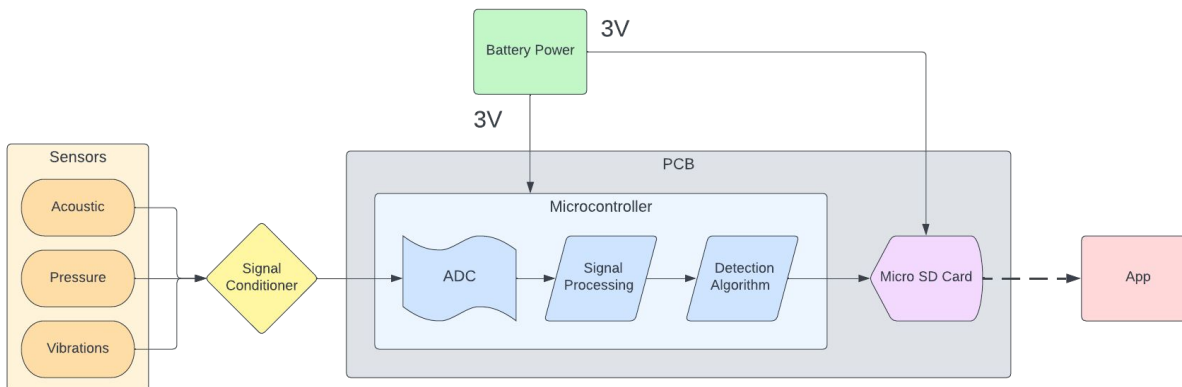 3V
Battery Power
3V
Sensors
PCB
Acoustic
Microcontroller
Pressure
Signal
Conditioner
ADC
Signal
Processing
Detection
Algorithm
Micro SD Card
App
Vibrations